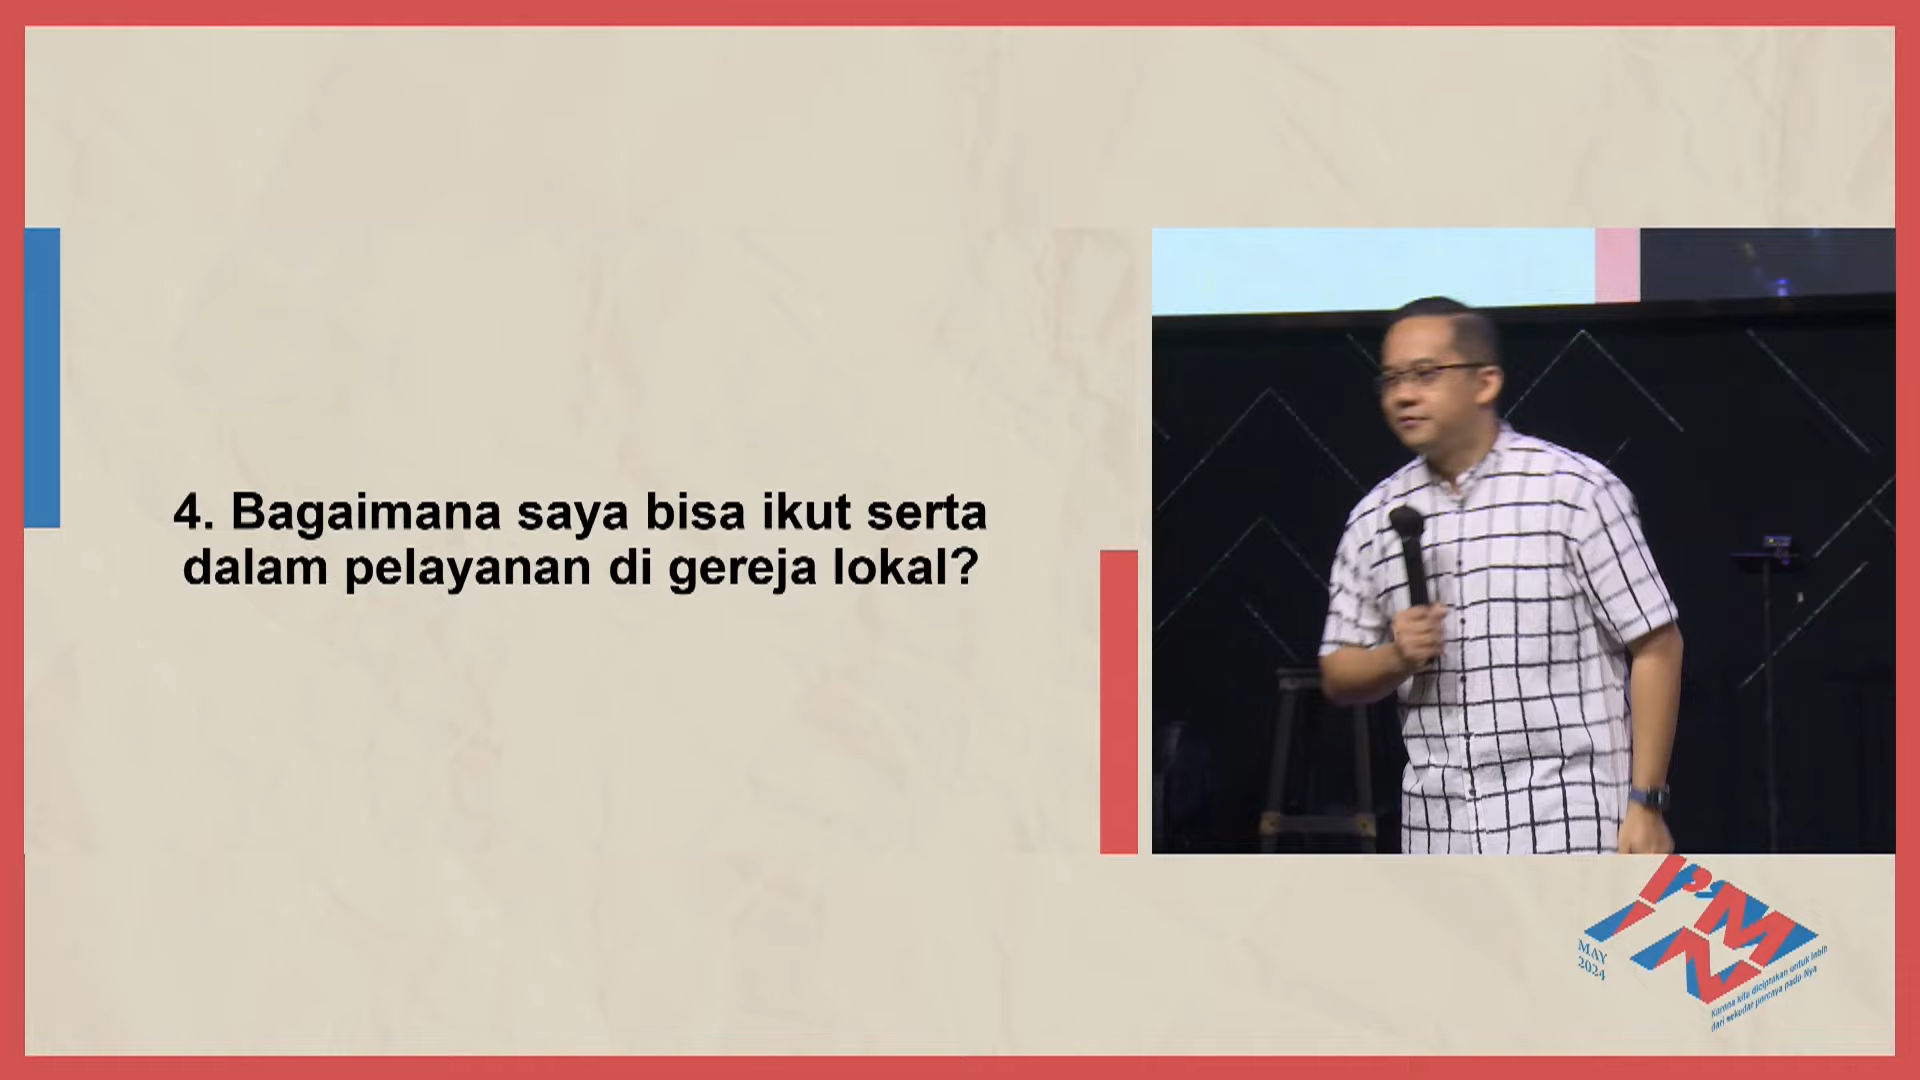 4. Bagaimana saya bisa ikut serta
dalam pelayanan di gereja lokal?
I'M IN
MAY
2024
Karena kita diciptakan untuk lebih
dari sekedar percaya pada-Nya